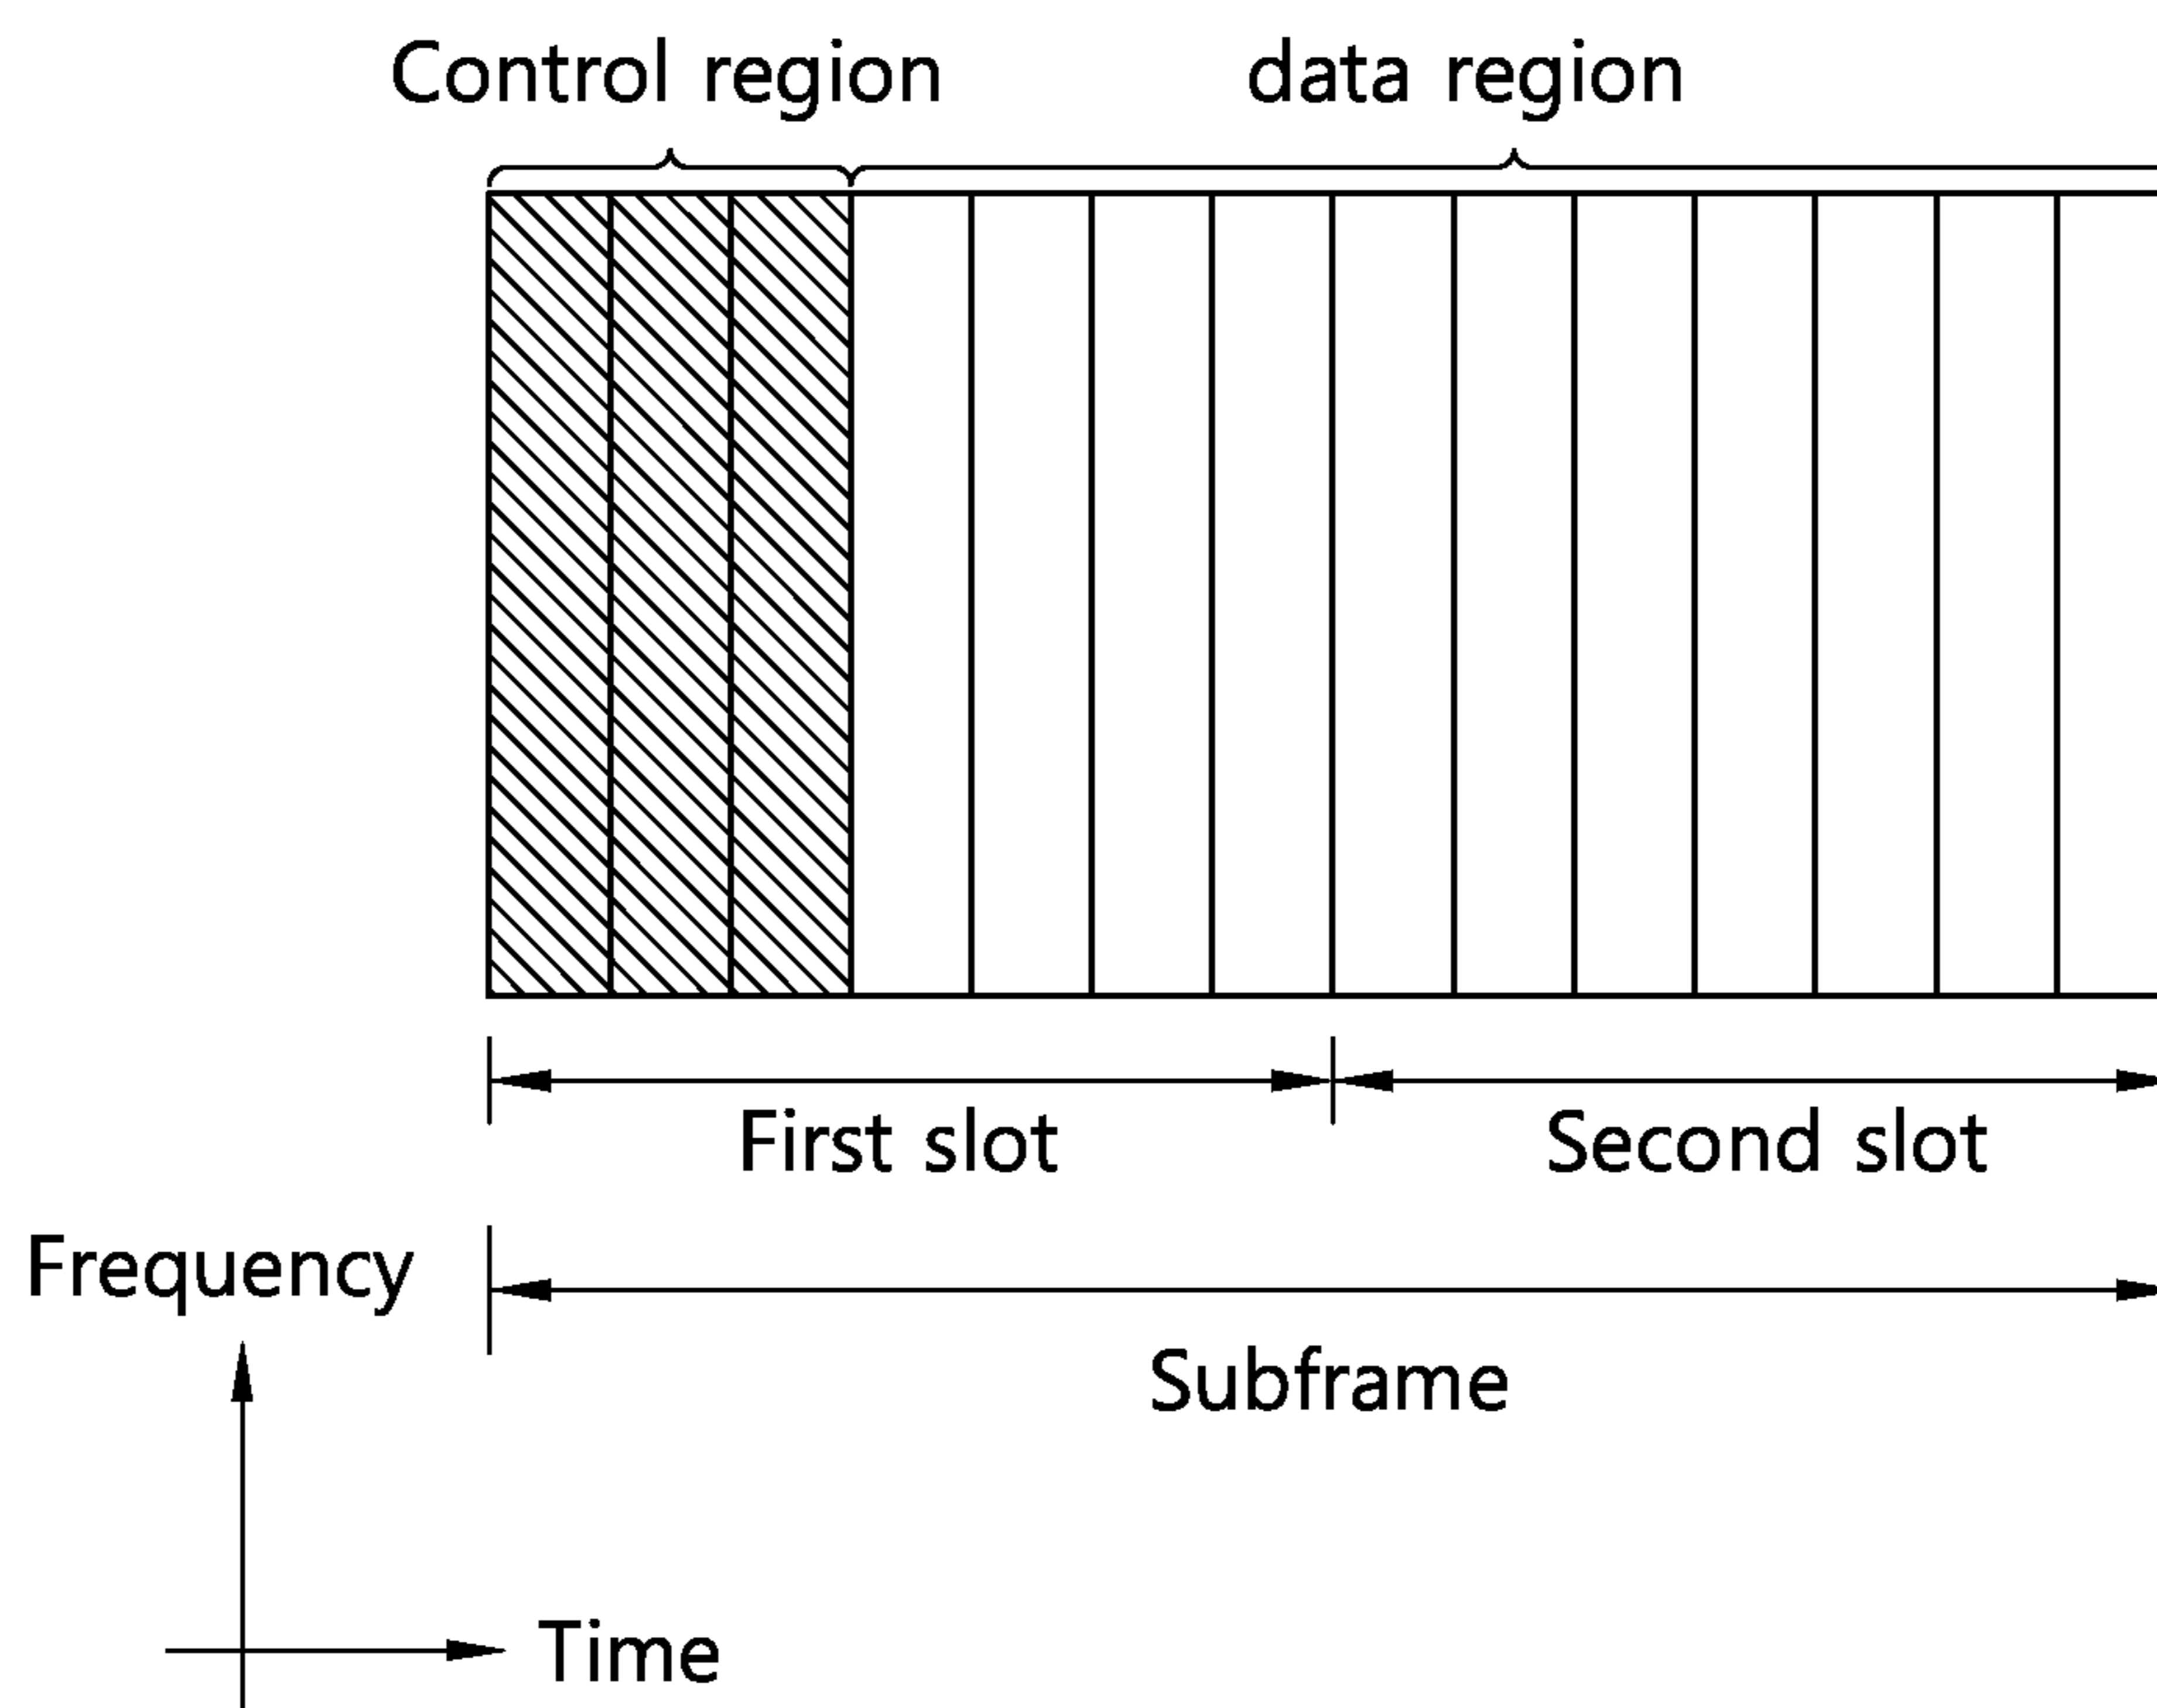 Control region data region
First slot Second slot
Frequency
Subframe
Time